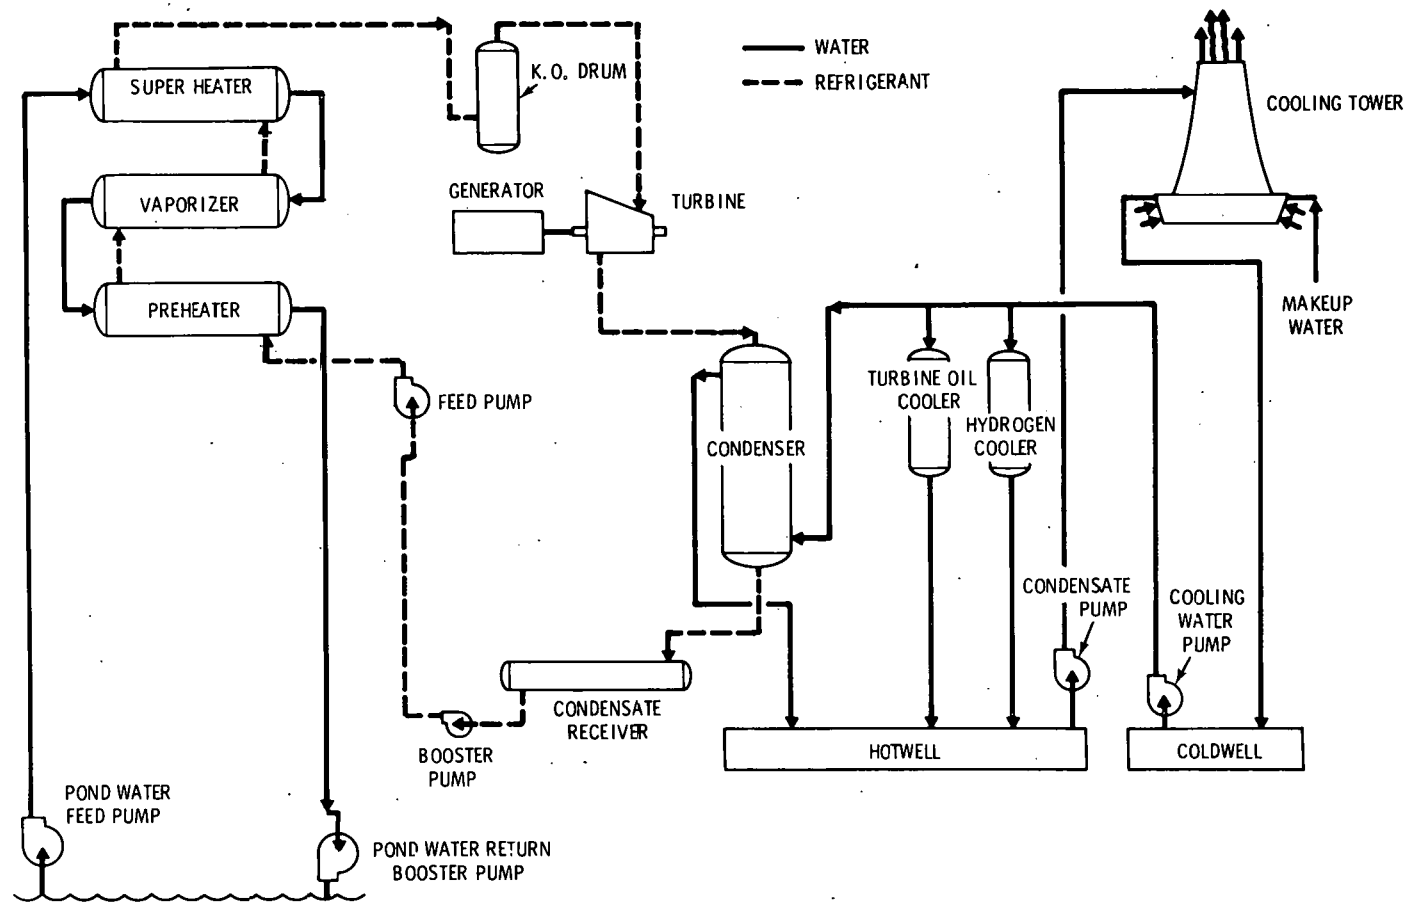 WATER
REFRIGERANT
K.O. DRUM
SUPER HEATER
COOLING TOWER
VAPORIZER
GENERATOR
TURBINE
PREHEATER
MAKEUP
WATER
FEED PUMP
TURBINE OIL
COOLER
HYDROGEN
COOLER
CONDENSER
CONDENSATE
PUMP
COOLING
WATER
PUMP
CONDENSATE
RECEIVER
BOOSTER
PUMP
HOTWELL
COLDWELL
POND WATER
FEED PUMP
POND WATER RETURN
BOOSTER PUMP